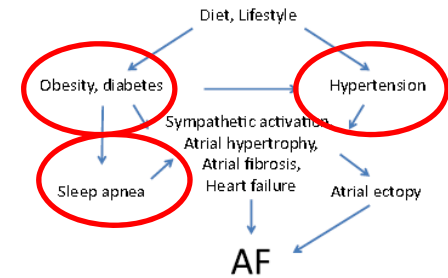 Diet, Lifestyle
Obesity, diabetes
Hypertension
Sympathetic activation
Atrial hypertrophy,
Atrial fibrosis,
Heart failure
Sleep apnea
Atrial ectopy
AF